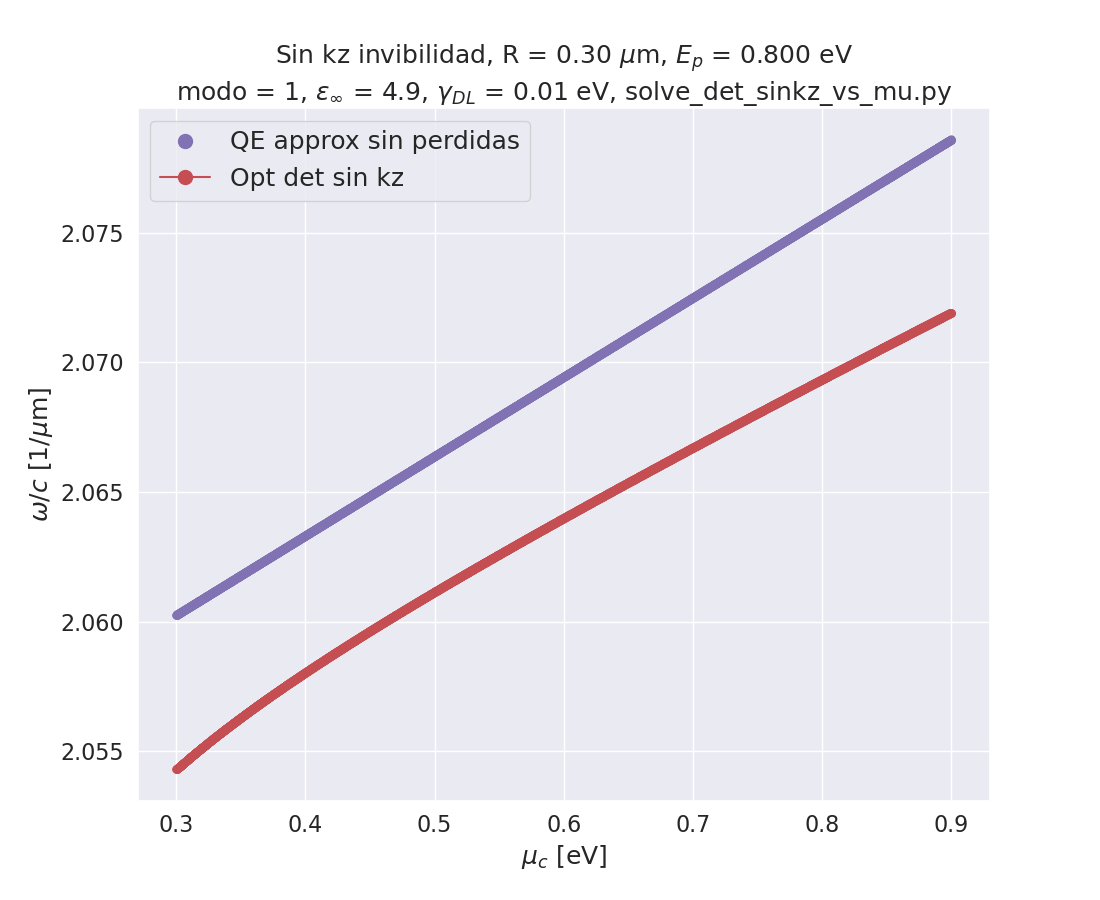 Sin kz invibilidad, R = 0.30 μm, E_p = 0.800 eV
modo = 1, ε_∞ = 4.9, γ_DL = 0.01 eV, solve_det_sinkz_vs_mu.py
QE approx sin perdidas
Opt det sin kz
2.075
2.070
2.065
2.060
2.055
ω/c [1/μm]
0.3 0.4 0.5 0.6 0.7 0.8 0.9
μ_c [eV]